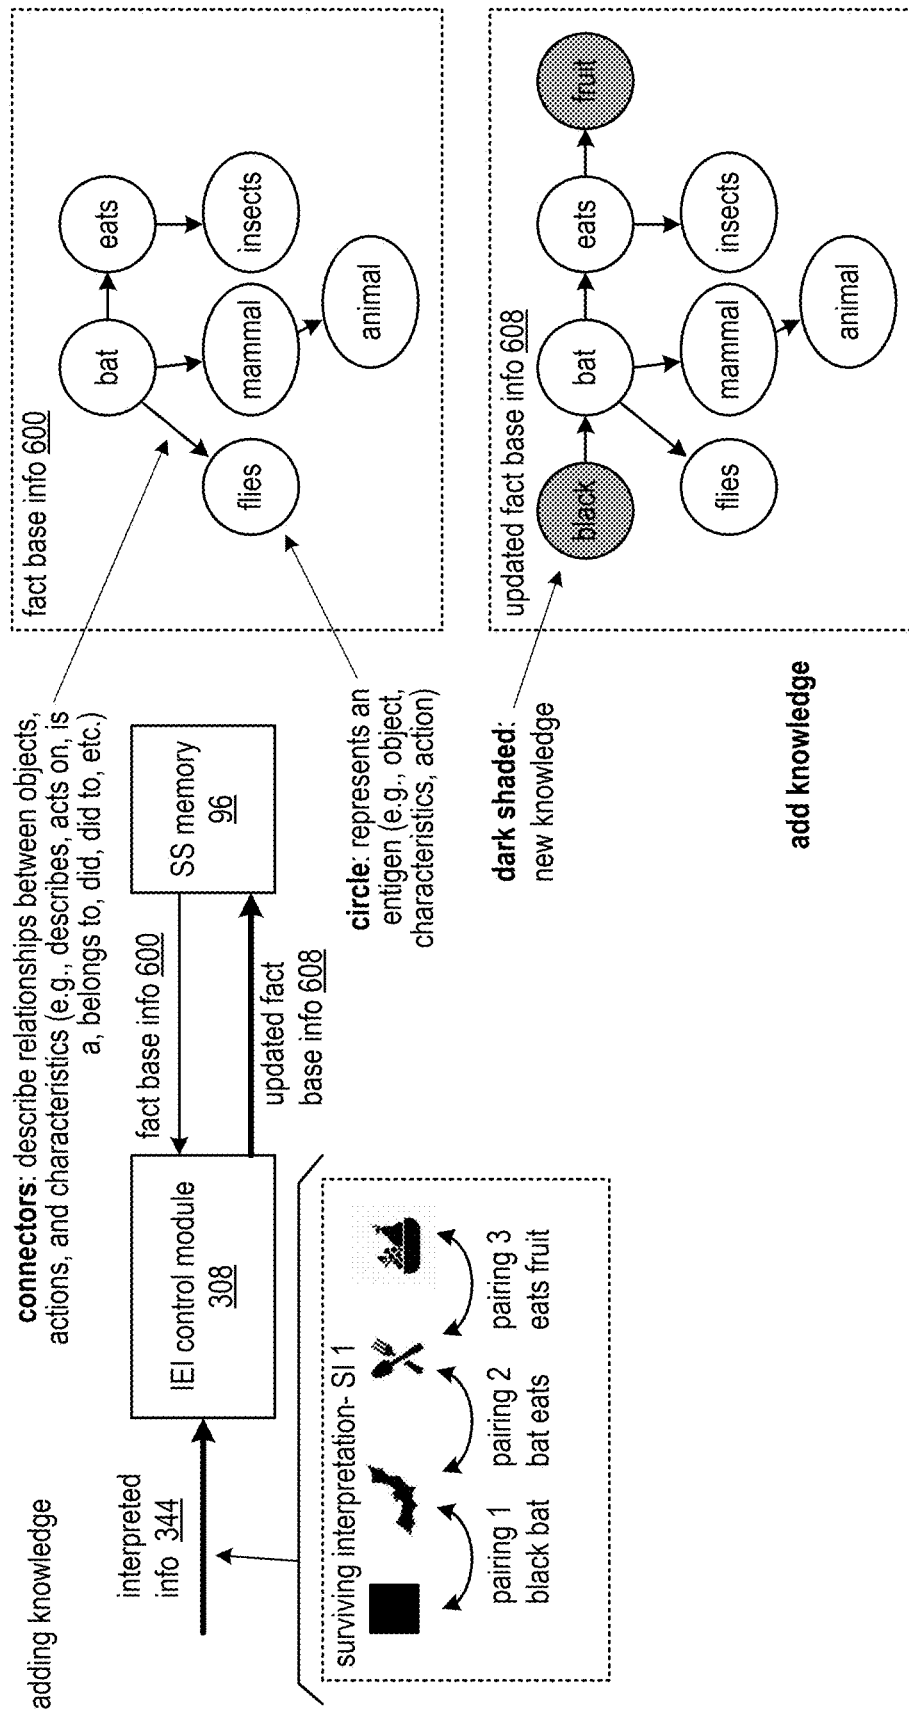 adding knowledge
connectors: describe relationships between objects,
actions, and characteristics (e.g., describes, acts on, is
a, belongs to, did, did to, etc.)
interpreted
info 344
IEI control module
308
fact base info 600
updated fact
base info 608
SS memory
96
surviving interpretation- SI 1
pairing 1
black bat
pairing 2
bat eats
pairing 3
eats fruit
circle: represents an
entigen (e.g., object,
characteristics, action)
dark shaded:
new knowledge
fact base info 600
bat
eats
flies
mammal
insects
animal
updated fact base info 608
black
bat
eats
fruit
flies
mammal
insects
animal
add knowledge